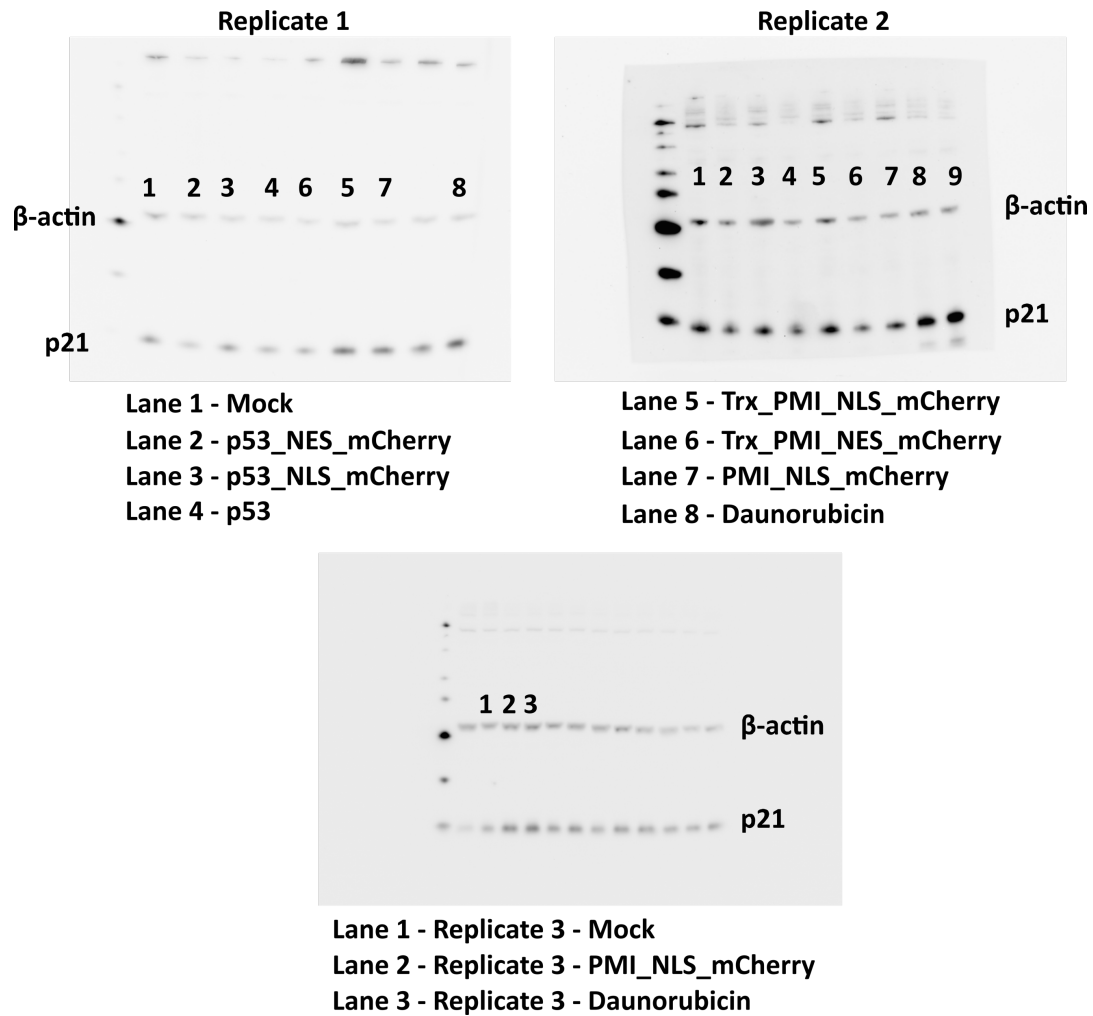 Replicate 1
1 2 3 4 6 5 7 8
β-actin
p21
Lane 1 - Mock
Lane 2 - p53_NES_mCherry
Lane 3 - p53_NLS_mCherry
Lane 4 - p53
Replicate 2
1 2 3 4 5 6 7 8 9
β-actin
p21
Lane 5 - Trx_PMI_NLS_mCherry
Lane 6 - Trx_PMI_NES_mCherry
Lane 7 - PMI_NLS_mCherry
Lane 8 - Daunorubicin
1 2 3
β-actin
p21
Lane 1 - Replicate 3 - Mock
Lane 2 - Replicate 3 - PMI_NLS_mCherry
Lane 3 - Replicate 3 - Daunorubicin